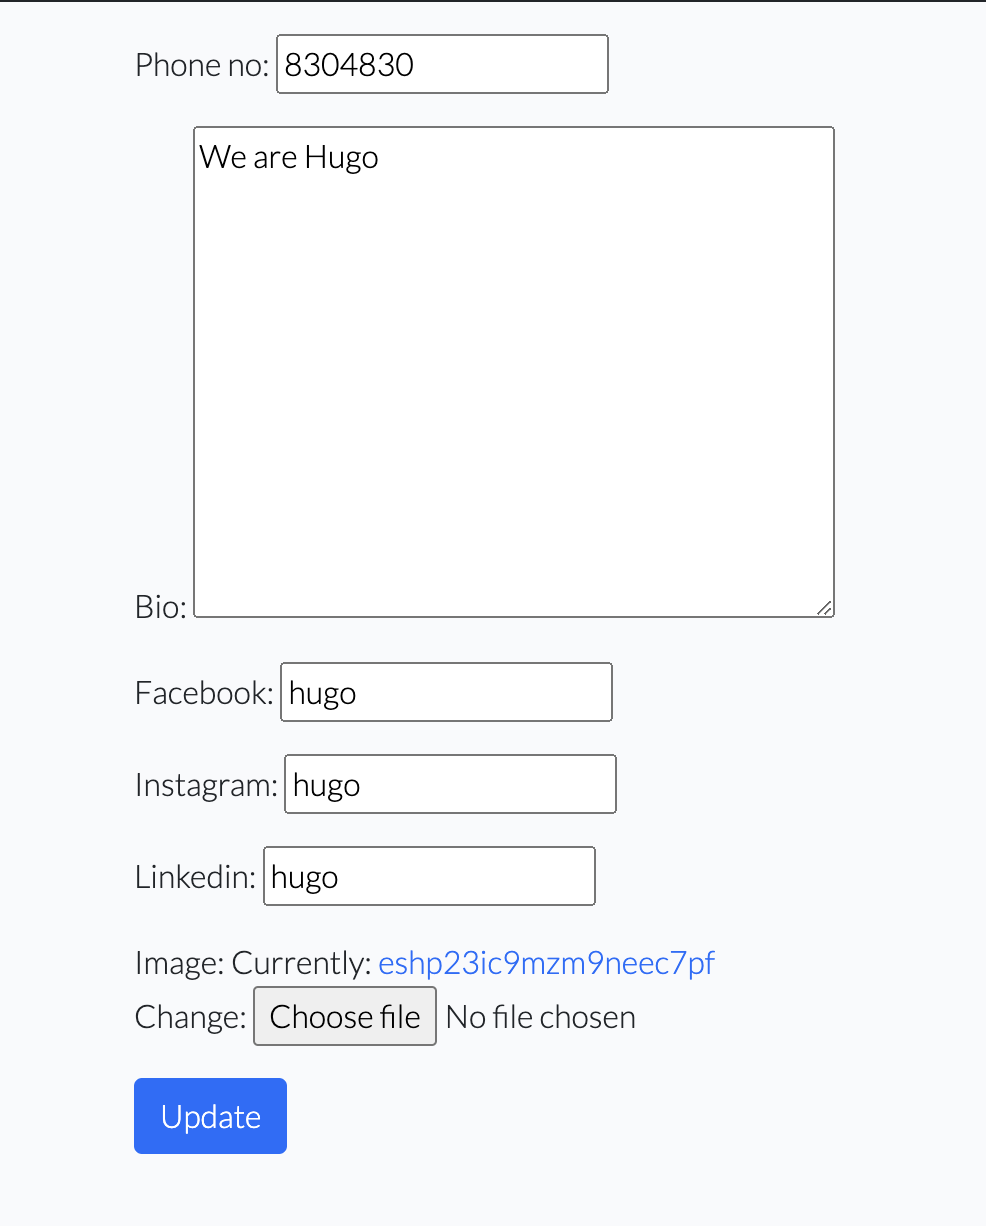 Phone no: 8304830
We are Hugo
Bio:
Facebook: hugo
Instagram: hugo
Linkedin: hugo
Image: Currently: eshp23ic9mzm9neec7pf
Change: Choose file No file chosen
Update